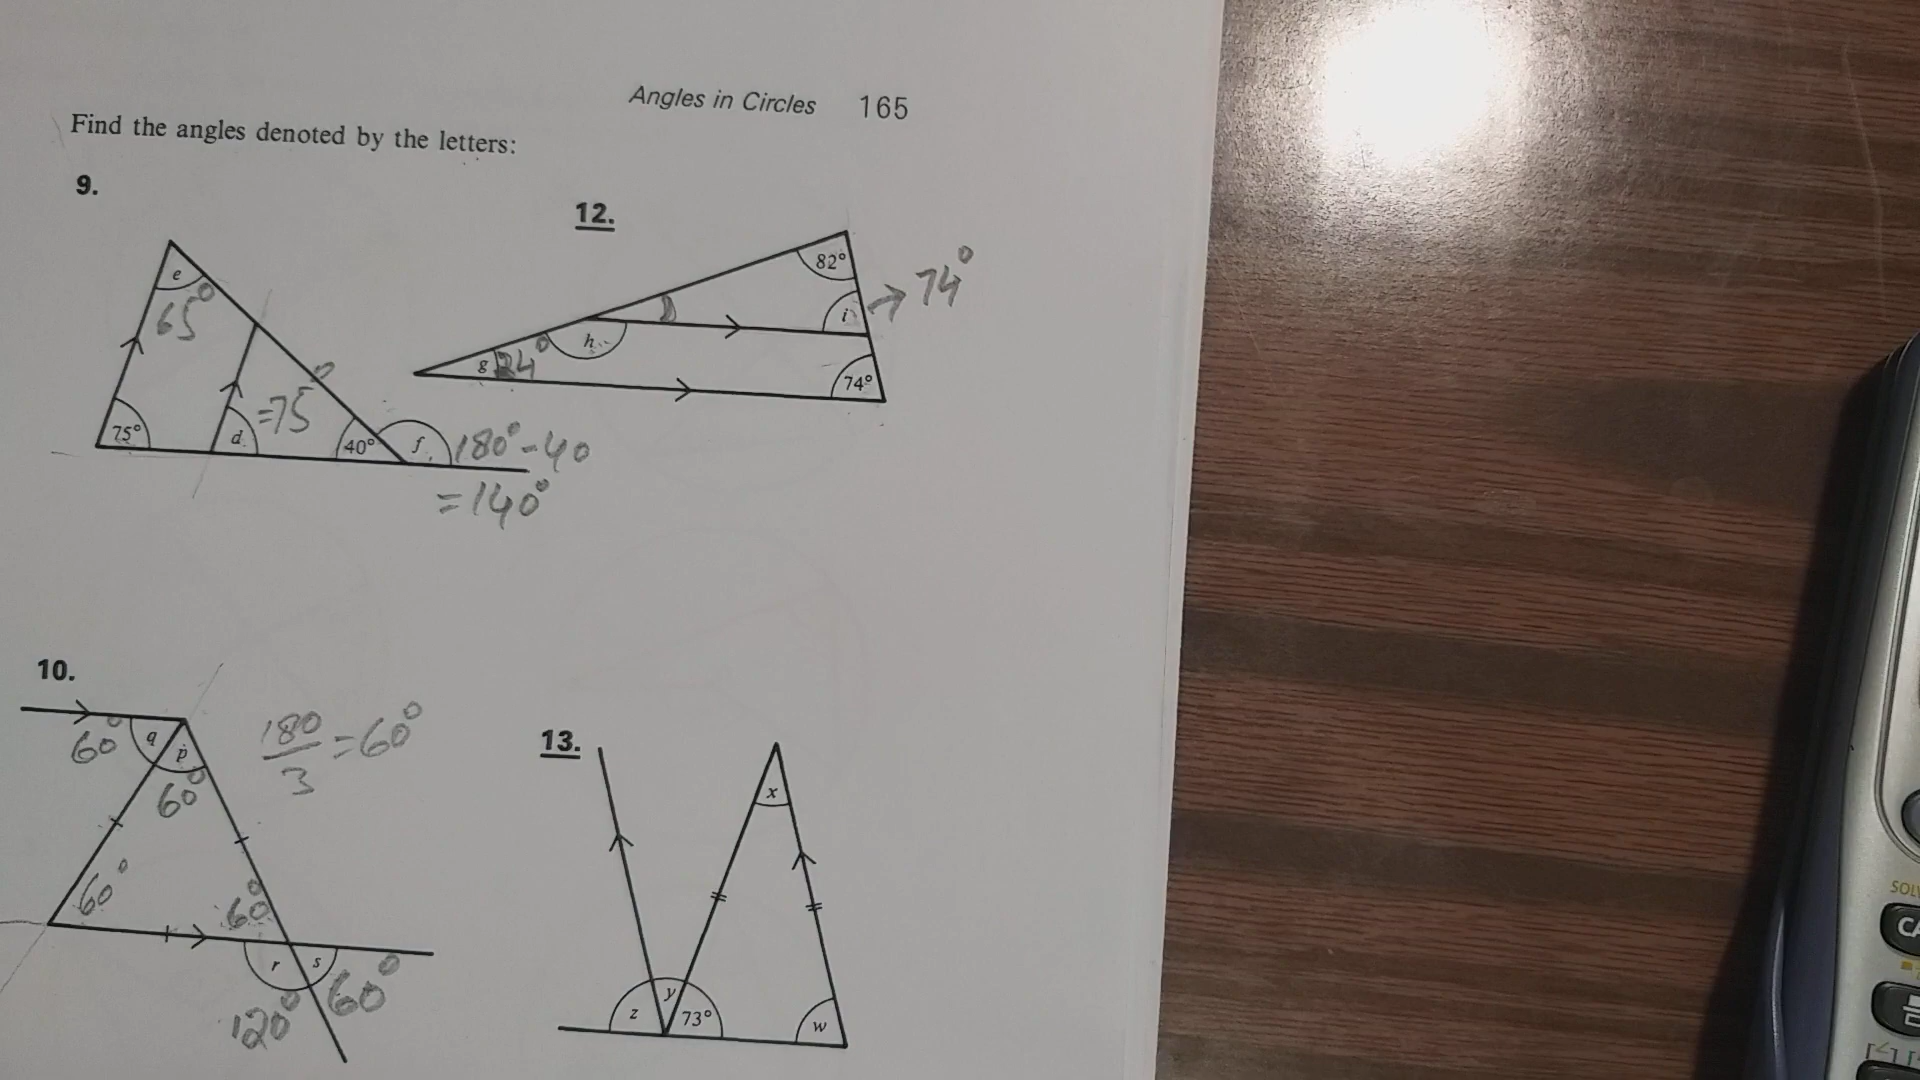 Angles in Circles 165
Find the angles denoted by the letters:
9.
e
65°
75°
d
=75°
40°
f
180°-40
=140°
12.
82°
i
→74°
h
g
24°
74°
10.
60°
q
p
60°
180/3=60°
60°
60°
r
s
120°
60°
13.
x
z
y
73°
w